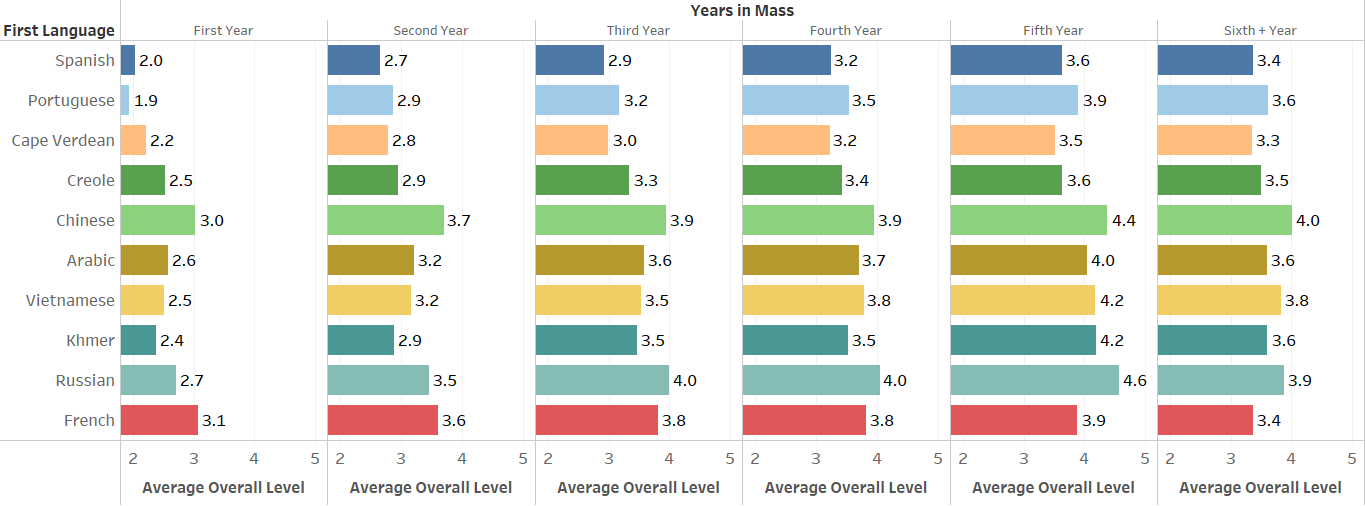 Years in Mass
First Language First Year Second Year Third Year Fourth Year Fifth Year Sixth + Year
Spanish 2.0 2.7 2.9 3.2 3.6 3.4
Portuguese 1.9 2.9 3.2 3.5 3.9 3.6
Cape Verdean 2.2 2.8 3.0 3.2 3.5 3.3
Creole 2.5 2.9 3.3 3.4 3.6 3.5
Chinese 3.0 3.7 3.9 3.9 4.4 4.0
Arabic 2.6 3.2 3.6 3.7 4.0 3.6
Vietnamese 2.5 3.2 3.5 3.8 4.2 3.8
Khmer 2.4 2.9 3.5 3.5 4.2 3.6
Russian 2.7 3.5 4.0 4.0 4.6 3.9
French 3.1 3.6 3.8 3.8 3.9 3.4
2 3 4 5 2 3 4 5 2 3 4 5 2 3 4 5 2 3 4 5 2 3 4 5
Average Overall Level Average Overall Level Average Overall Level Average Overall Level Average Overall Level Average Overall Level